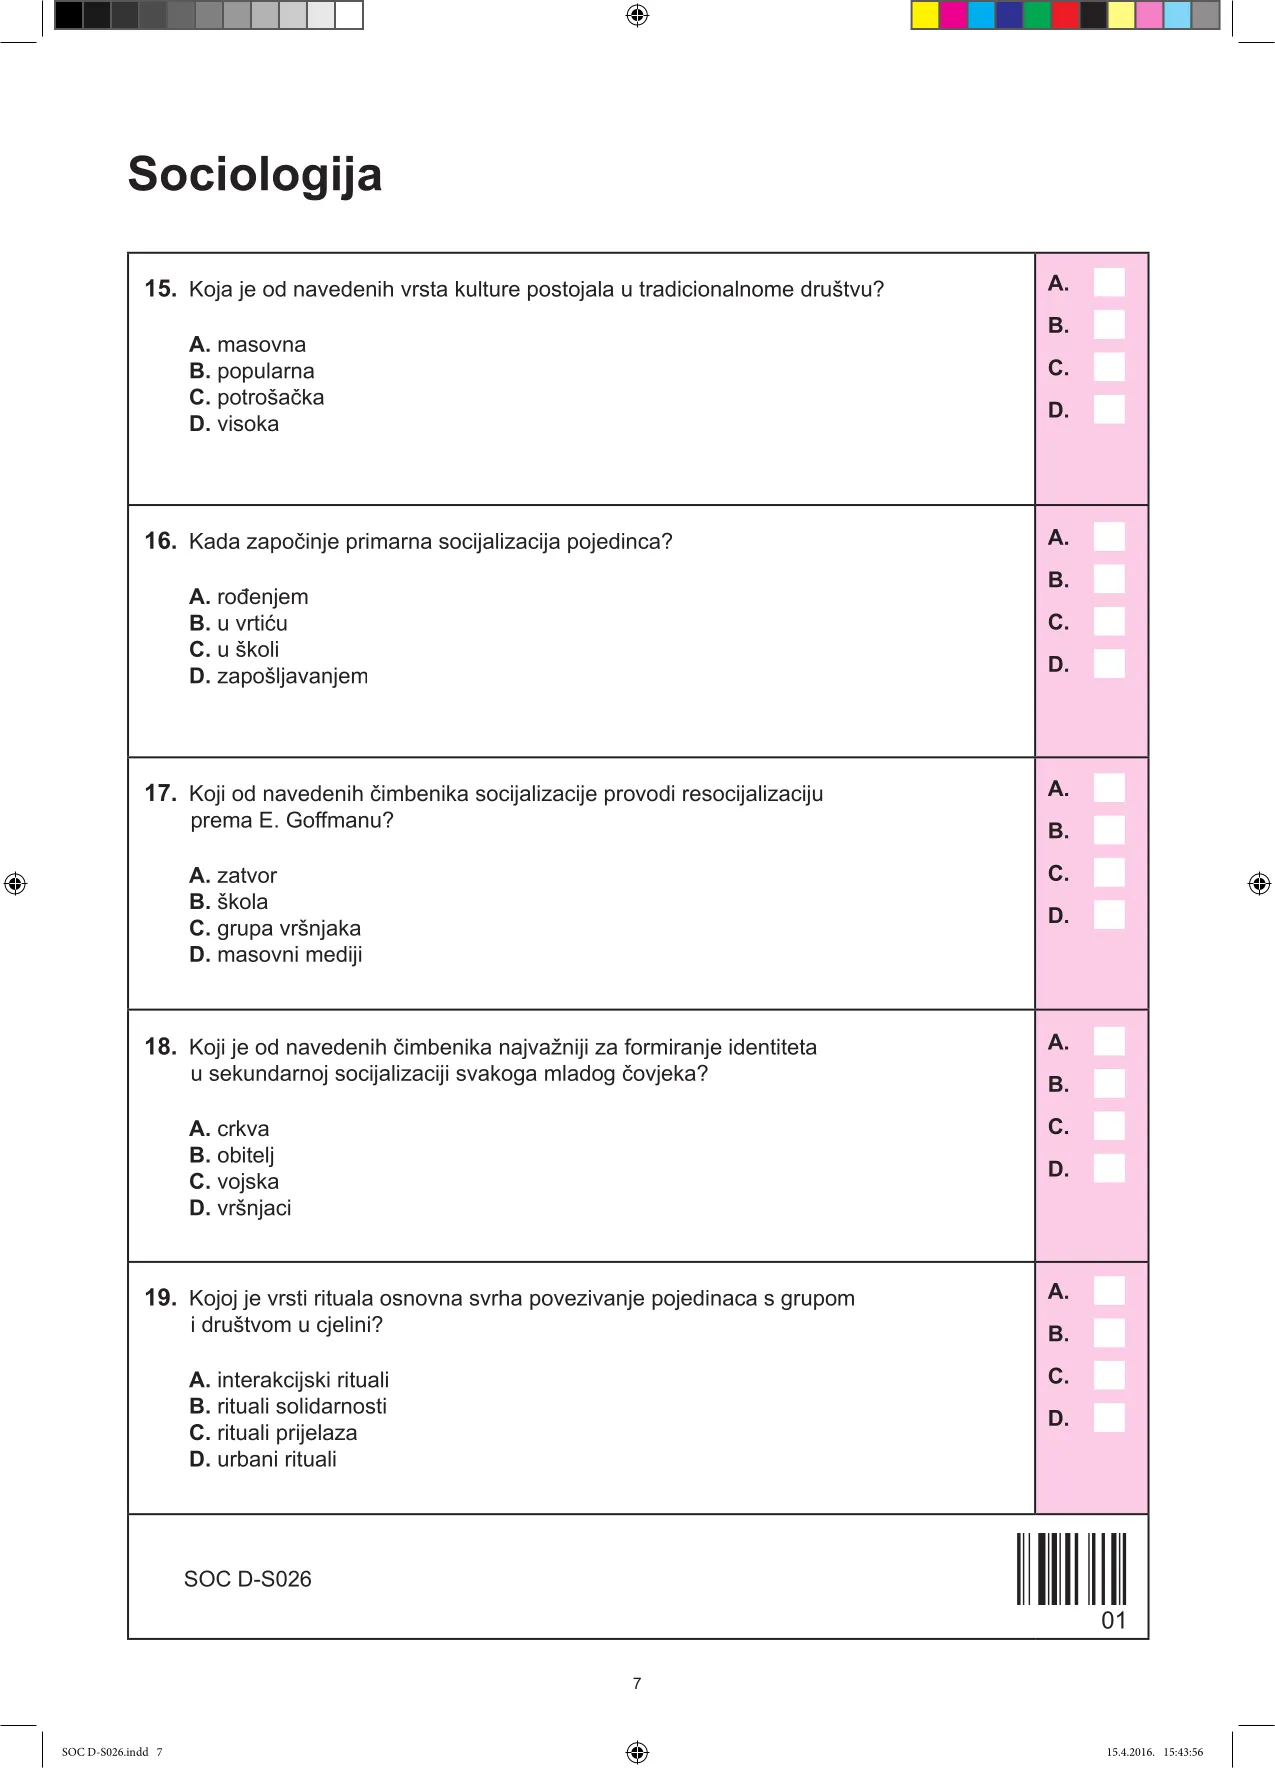 Sociologija
15. Koja je od navedenih vrsta kulture postojala u tradicionalnome društvu?
A. masovna
B. popularna
C. potrošačka
D. visoka
A.
B.
C.
D.
16. Kada započinje primarna socijalizacija pojedinca?
A. rođenjem
B. u vrtiću
C. u školi
D. zapošljavanjem
A.
B.
C.
D.
17. Koji od navedenih čimbenika socijalizacije provodi resocijalizaciju
prema E. Goffmanu?
A. zatvor
B. škola
C. grupa vršnjaka
D. masovni mediji
A.
B.
C.
D.
18. Koji je od navedenih čimbenika najvažniji za formiranje identiteta
u sekundarnoj socijalizaciji svakoga mladog čovjeka?
A. crkva
B. obitelj
C. vojska
D. vršnjaci
A.
B.
C.
D.
19. Kojoj je vrsti rituala osnovna svrha povezivanje pojedinaca s grupom
i društvom u cjelini?
A. interakcijski rituali
B. rituali solidarnosti
C. rituali prijelaza
D. urbani rituali
A.
B.
C.
D.
SOC D-S026
01
7
SOC D-S026.indd 7
15.4.2016. 15:43:56